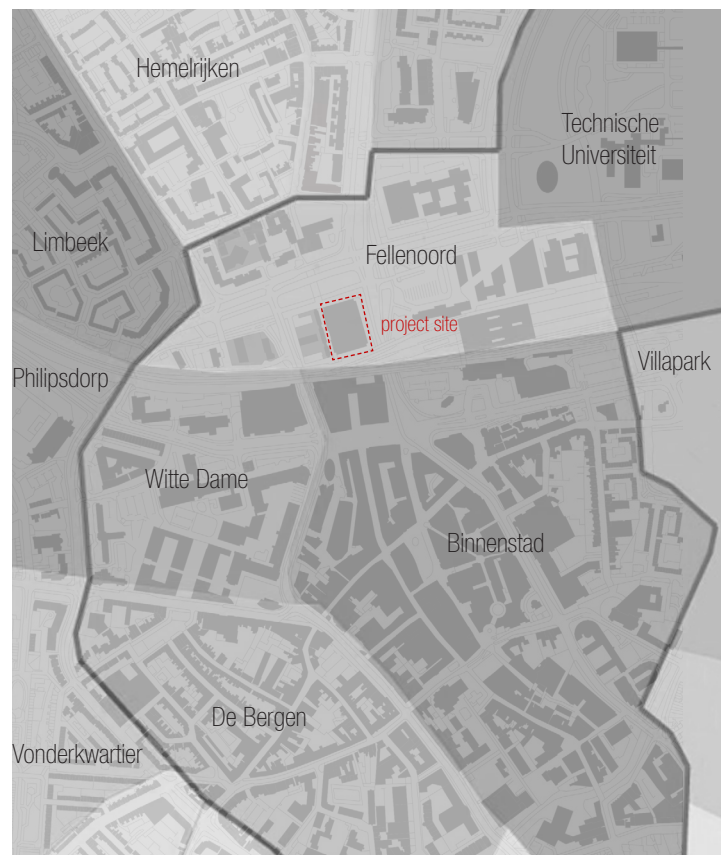 Hemelrijken
Technische
Universiteit
Limbeek
Fellenoord
project site
Villapark
Philipsdorp
Witte Dame
Binnenstad
De Bergen
Vonderkwartier